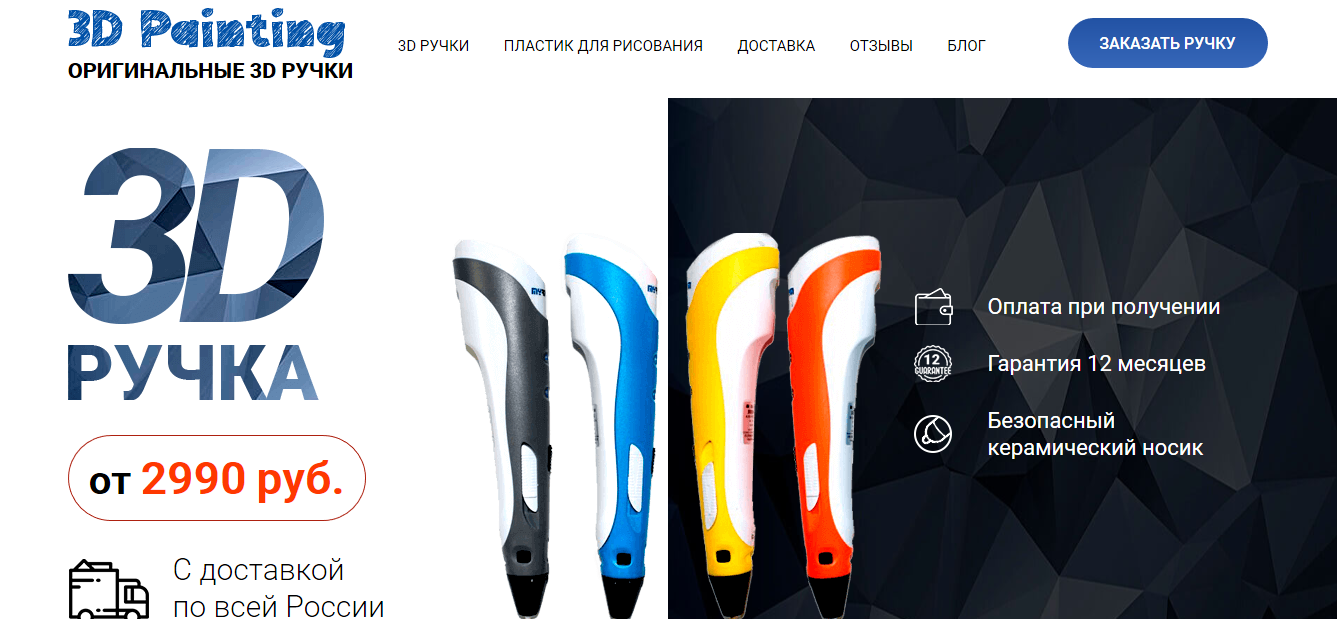 3D Painting
ОРИГИНАЛЬНЫЕ 3D РУЧКИ
3D РУЧКИ
ПЛАСТИК ДЛЯ РИСОВАНИЯ
ДОСТАВКА
ОТЗЫВЫ
БЛОГ
ЗАКАЗАТЬ РУЧКУ
3D
РУЧКА
от 2990 руб.
С доставкой
по всей России
Оплата при получении
12
GUARANTEE
Гарантия 12 месяцев
Безопасный
керамический носик